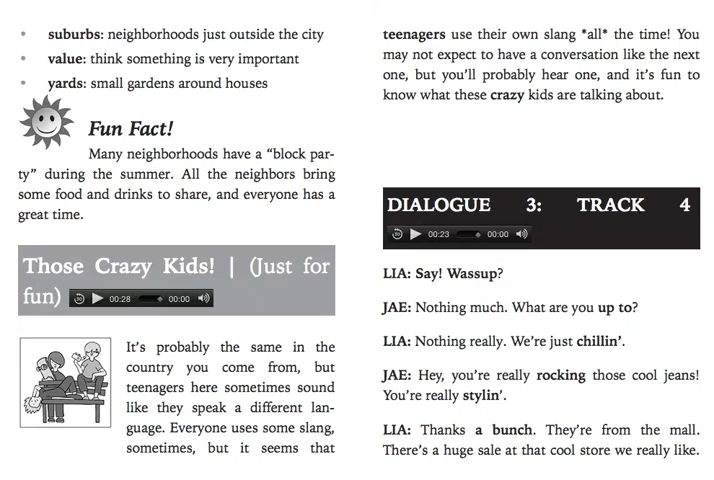 • suburbs: neighborhoods just outside the city
• value: think something is very important
• yards: small gardens around houses
Fun Fact!
Many neighborhoods have a “block par-
ty” during the summer. All the neighbors bring
some food and drinks to share, and everyone has a
great time.
Those Crazy Kids! | (Just for
fun) 30 00:28 00:00
It’s probably the same in the
country you come from, but
teenagers here sometimes sound
like they speak a different lan-
guage. Everyone uses some slang,
sometimes, but it seems that
teenagers use their own slang *all* the time! You
may not expect to have a conversation like the next
one, but you’ll probably hear one, and it’s fun to
know what these crazy kids are talking about.
DIALOGUE 3: TRACK 4
30 00:23 00:00
LIA: Say! Wassup?
JAE: Nothing much. What are you up to?
LIA: Nothing really. We’re just chillin’.
JAE: Hey, you’re really rocking those cool jeans!
You’re really stylin’.
LIA: Thanks a bunch. They’re from the mall.
There’s a huge sale at that cool store we really like.